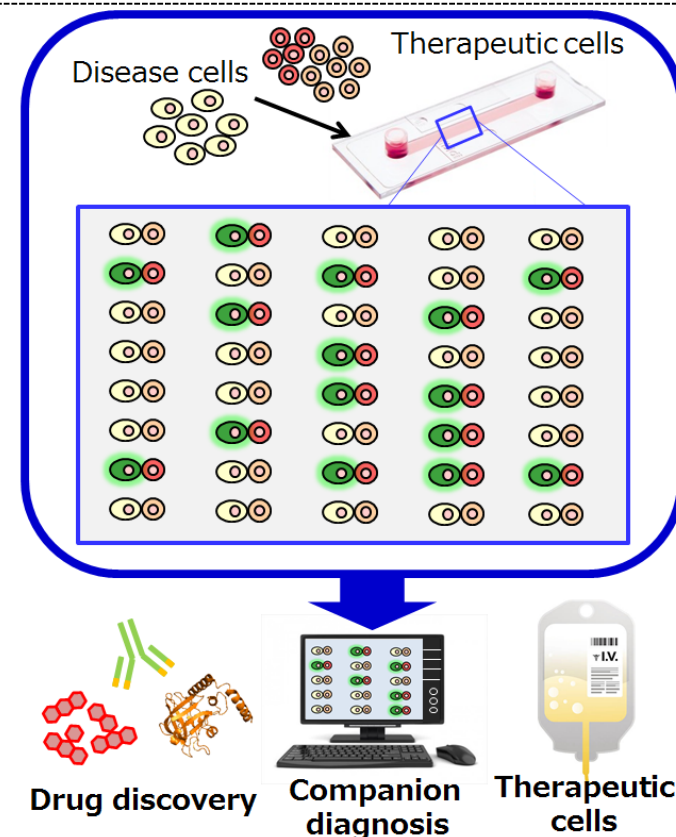 Therapeutic cells
Disease cells
I.V.
Drug discovery
Companion
diagnosis
Therapeutic
cells